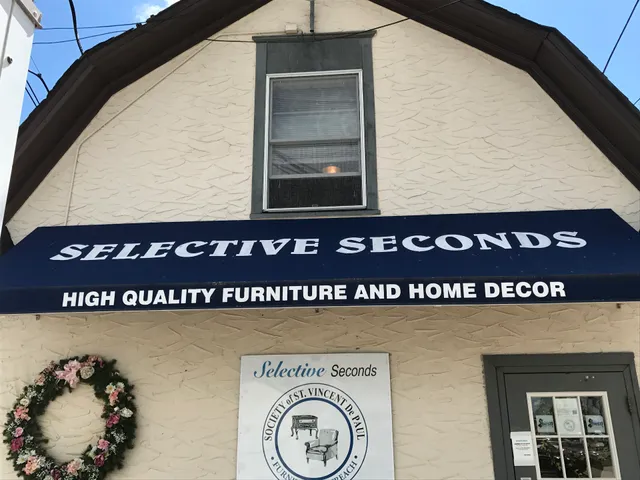 SELECTIVE SECONDS
HIGH QUALITY FURNITURE AND HOME DECOR
Selective Seconds
SOCIETY of ST. VINCENT De PAUL